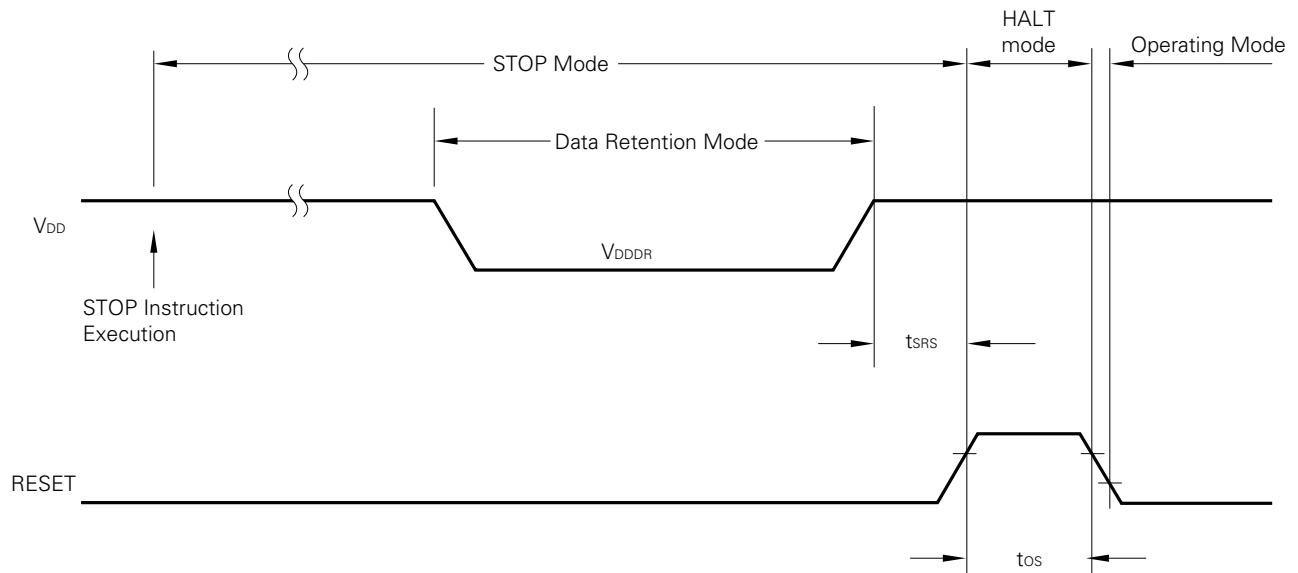 HALT
mode
Operating Mode
STOP Mode
Data Retention Mode
VDD
VDDDR
STOP Instruction
Execution
tSRS
RESET
tOS